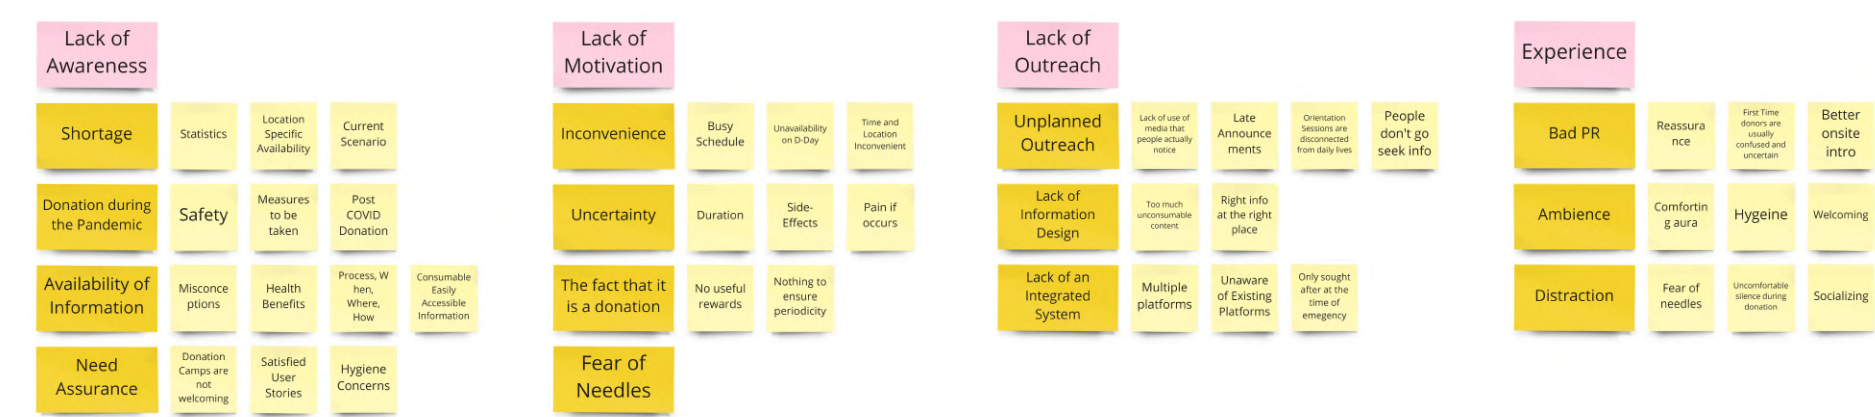 Lack of
Awareness
Shortage
Statistics
Location
Specific
Availability
Current
Scenario
Donation during
the Pandemic
Safety
Measures
to be
taken
Post
COVID
Donation
Availability of
Information
Misconce
ptions
Health
Benefits
Process, W
hen,
Where,
How
Consumable
Easily
Accessible
Information
Need
Assurance
Donation
Camps are
not
welcoming
Satisfied
User
Stories
Hygiene
Concerns
Lack of
Motivation
Inconvenience
Busy
Schedule
Unavailability
on D-Day
Time and
Location
Inconvenient
Uncertainty
Duration
Side-
Effects
Pain if
occurs
The fact that it
is a donation
No useful
rewards
Nothing to
ensure
periodicity
Fear of
Needles
Lack of
Outreach
Unplanned
Outreach
Lack of use of
media that
people actually
notice
Late
Announce
ments
Orientation
Sessions are
disconnected
from daily lives
People
don't go
seek info
Lack of
Information
Design
Too much
unconsumable
content
Right info
at the right
place
Lack of an
Integrated
System
Multiple
platforms
Unaware
of Existing
Platforms
Only sought
after at the
time of
emegency
Experience
Bad PR
Reassura
nce
First Time
donors are
usually
confused and
uncertain
Better
onsite
intro
Ambience
Comfortin
g aura
Hygeine
Welcoming
Distraction
Fear of
needles
Uncomfortable
silence during
donation
Socializing